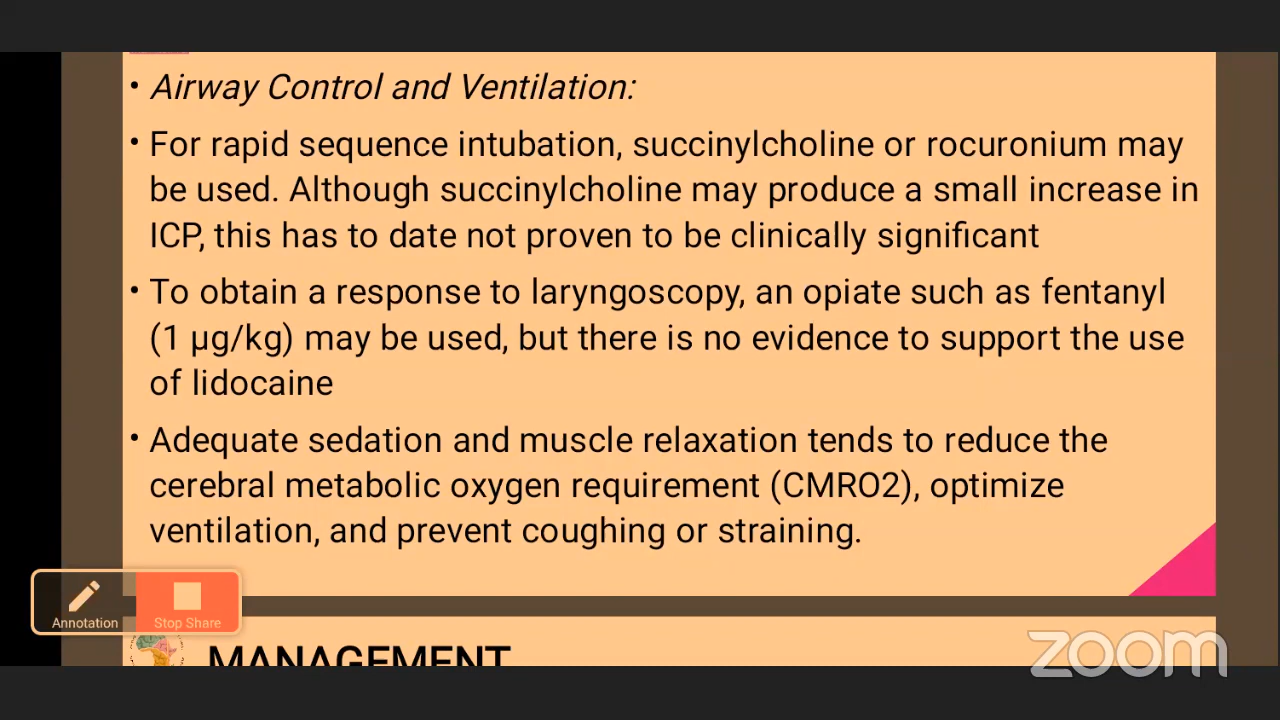 • Airway Control and Ventilation:
• For rapid sequence intubation, succinylcholine or rocuronium may
be used. Although succinylcholine may produce a small increase in
ICP, this has to date not proven to be clinically significant
• To obtain a response to laryngoscopy, an opiate such as fentanyl
(1 µg/kg) may be used, but there is no evidence to support the use
of lidocaine
• Adequate sedation and muscle relaxation tends to reduce the
cerebral metabolic oxygen requirement (CMRO2), optimize
ventilation, and prevent coughing or straining.
Annotation
Stop Share
MANAGEMENT
zoom